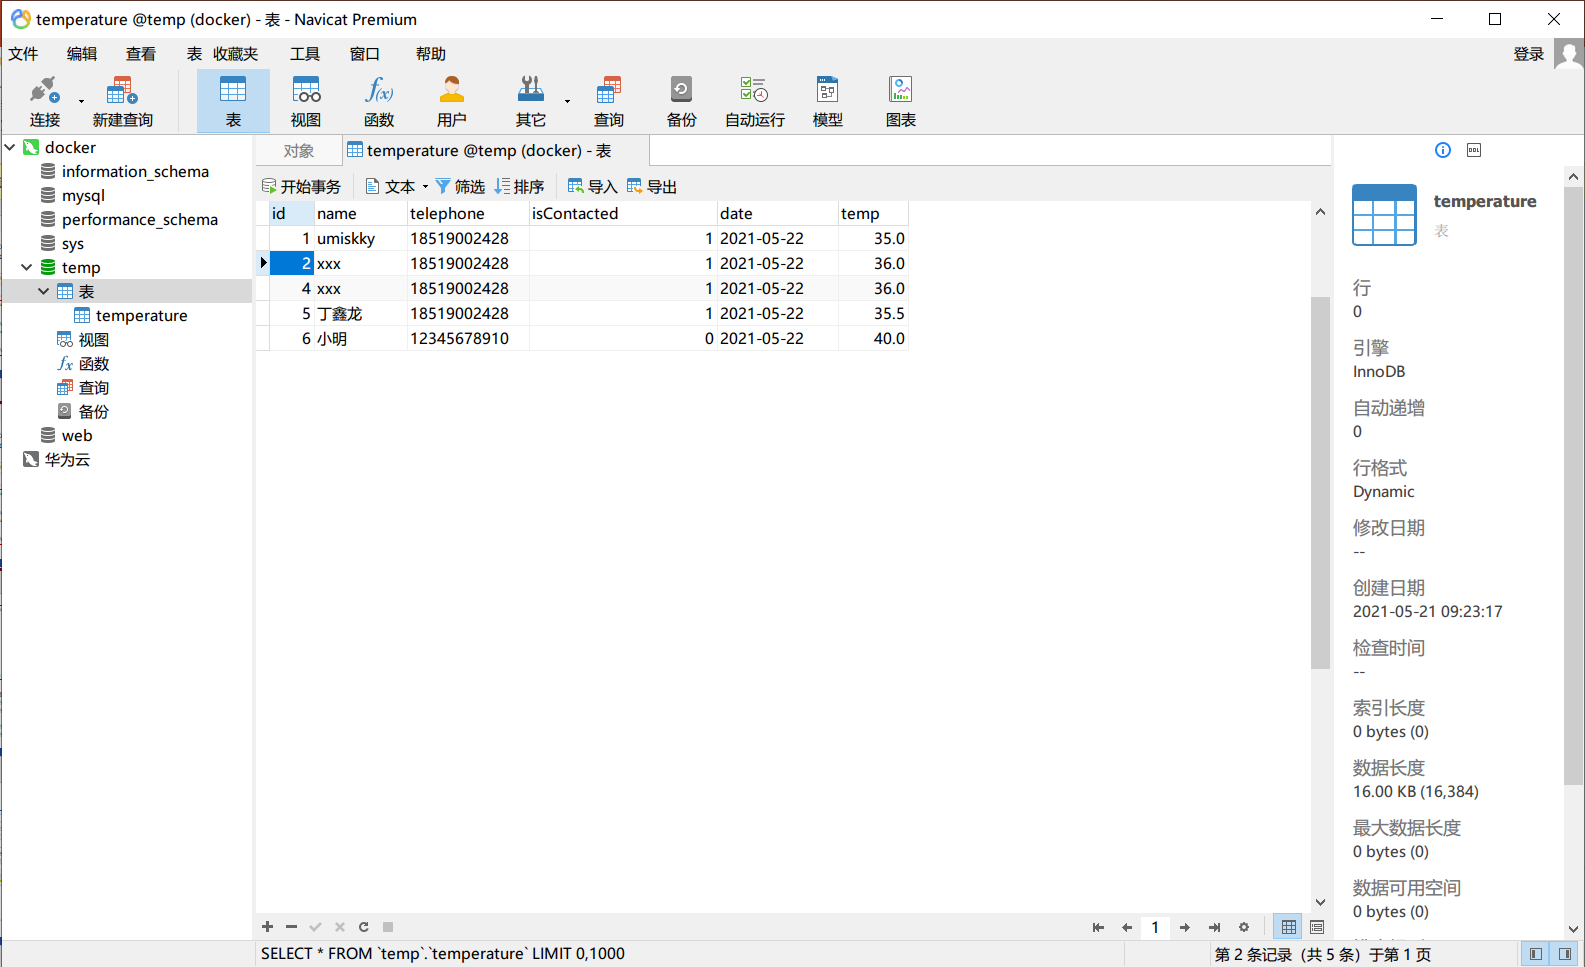 temperature @temp (docker) - 表 - Navicat Premium
文件 编辑 查看 表 收藏夹 工具 窗口 帮助 登录
连接 新建查询 表 视图 函数 用户 其它 查询 备份 自动运行 模型 图表
docker
information_schema
mysql
performance_schema
sys
temp
表
temperature
视图
函数
查询
备份
web
华为云
对象 temperature @temp (docker) - 表
开始事务 文本 筛选 排序 导入 导出
id name telephone isContacted date temp
1 umiskky 18519002428 1 2021-05-22 35.0
2 xxx 18519002428 1 2021-05-22 36.0
4 xxx 18519002428 1 2021-05-22 36.0
5 丁鑫龙 18519002428 1 2021-05-22 35.5
6 小明 12345678910 0 2021-05-22 40.0
1
SELECT * FROM `temp`.`temperature` LIMIT 0,1000
第 2 条记录（共 5 条）于第 1 页
DDL
temperature
表
行
0
引擎
InnoDB
自动递增
0
行格式
Dynamic
修改日期
--
创建日期
2021-05-21 09:23:17
检查时间
--
索引长度
0 bytes (0)
数据长度
16.00 KB (16,384)
最大数据长度
0 bytes (0)
数据可用空间
0 bytes (0)